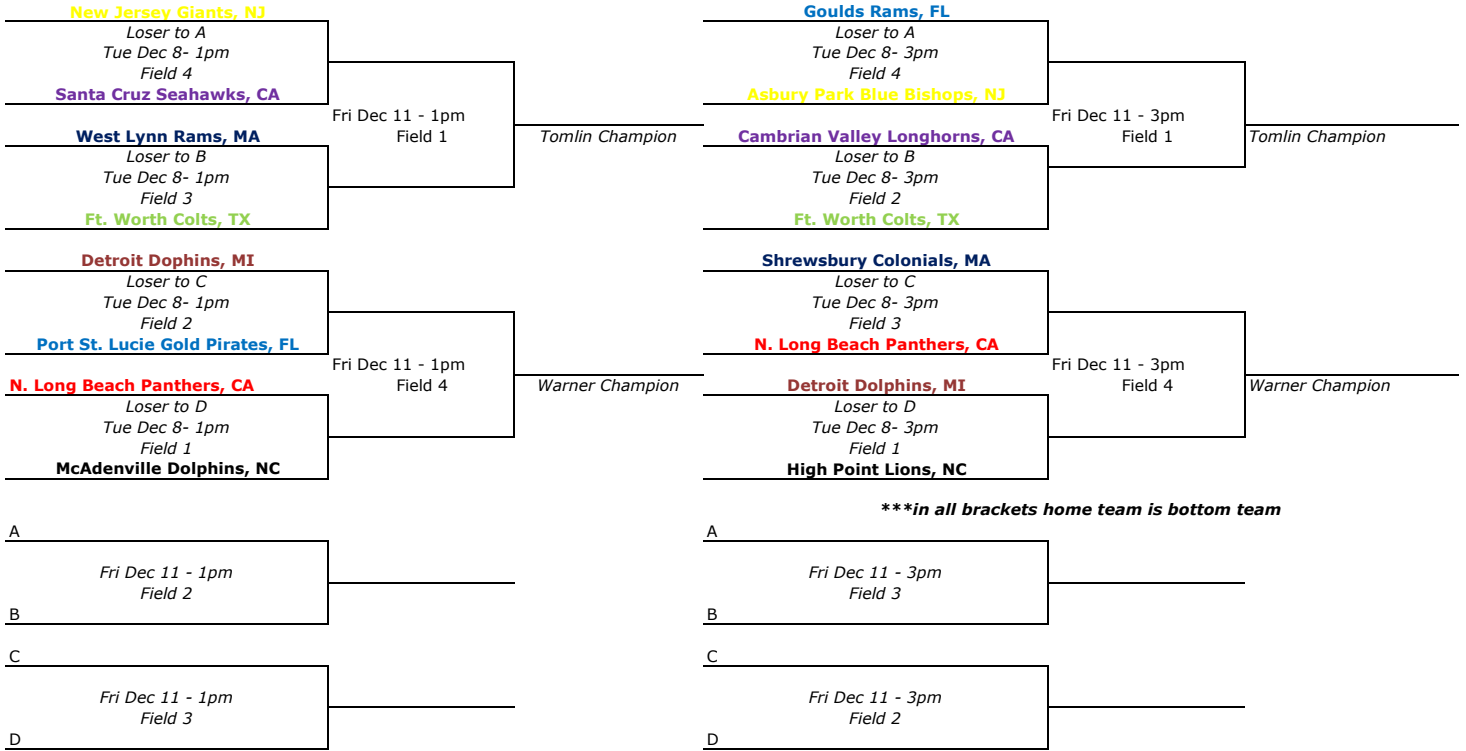 New Jersey Giants, NJ
Loser to A
Tue Dec 8- 1pm
Field 4
Santa Cruz Seahawks, CA
Fri Dec 11 - 1pm
Field 1
Tomlin Champion
West Lynn Rams, MA
Loser to B
Tue Dec 8- 1pm
Field 3
Ft. Worth Colts, TX
Detroit Dophins, MI
Loser to C
Tue Dec 8- 1pm
Field 2
Port St. Lucie Gold Pirates, FL
Fri Dec 11 - 1pm
Field 4
Warner Champion
N. Long Beach Panthers, CA
Loser to D
Tue Dec 8- 1pm
Field 1
McAdenville Dolphins, NC
A
Fri Dec 11 - 1pm
Field 2
B
C
Fri Dec 11 - 1pm
Field 3
D
Goulds Rams, FL
Loser to A
Tue Dec 8- 3pm
Field 4
Asbury Park Blue Bishops, NJ
Fri Dec 11 - 3pm
Field 1
Tomlin Champion
Cambrian Valley Longhorns, CA
Loser to B
Tue Dec 8- 3pm
Field 2
Ft. Worth Colts, TX
Shrewsbury Colonials, MA
Loser to C
Tue Dec 8- 3pm
Field 3
N. Long Beach Panthers, CA
Fri Dec 11 - 3pm
Field 4
Warner Champion
Detroit Dolphins, MI
Loser to D
Tue Dec 8- 3pm
Field 1
High Point Lions, NC
***in all brackets home team is bottom team
A
Fri Dec 11 - 3pm
Field 3
B
C
Fri Dec 11 - 3pm
Field 2
D